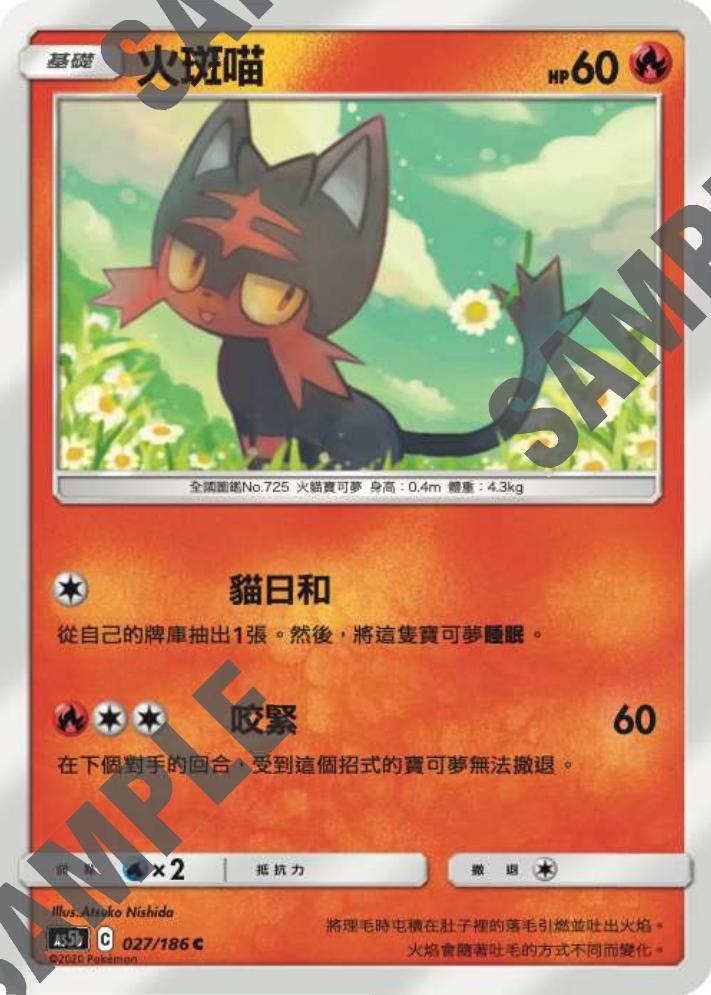 基礎 火斑喵 HP60
全國圖鑑No.725 火貓寶可夢 身高：0.4m 體重：4.3kg
貓日和
從自己的牌庫抽出1張。然後，將這隻寶可夢睡眠。
咬緊 60
在下個對手的回合，受到這個招式的寶可夢無法撤退。
×2 抵抗力 撤退
Illus. Atsuko Nishida
將理毛時屯積在肚子裡的落毛引燃並吐出火焰。
AS5b C 027/186 C
火焰會隨著吐毛的方式不同而變化。
©2020 Pokémon
SAMPLE
SAMPLE
SAMPLE